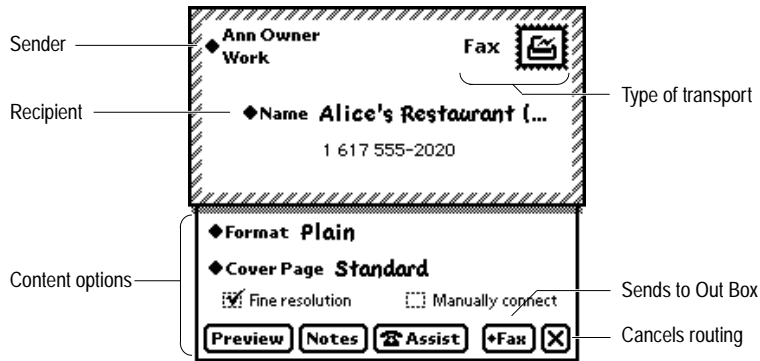 Sender
Ann Owner
Work
Fax
Type of transport
Recipient
◆Name Alice's Restaurant (...
1 617 555-2020
Content options
◆Format Plain
◆Cover Page Standard
Fine resolution
Manually connect
Preview
Notes
Assist
Fax
Sends to Out Box
Cancels routing